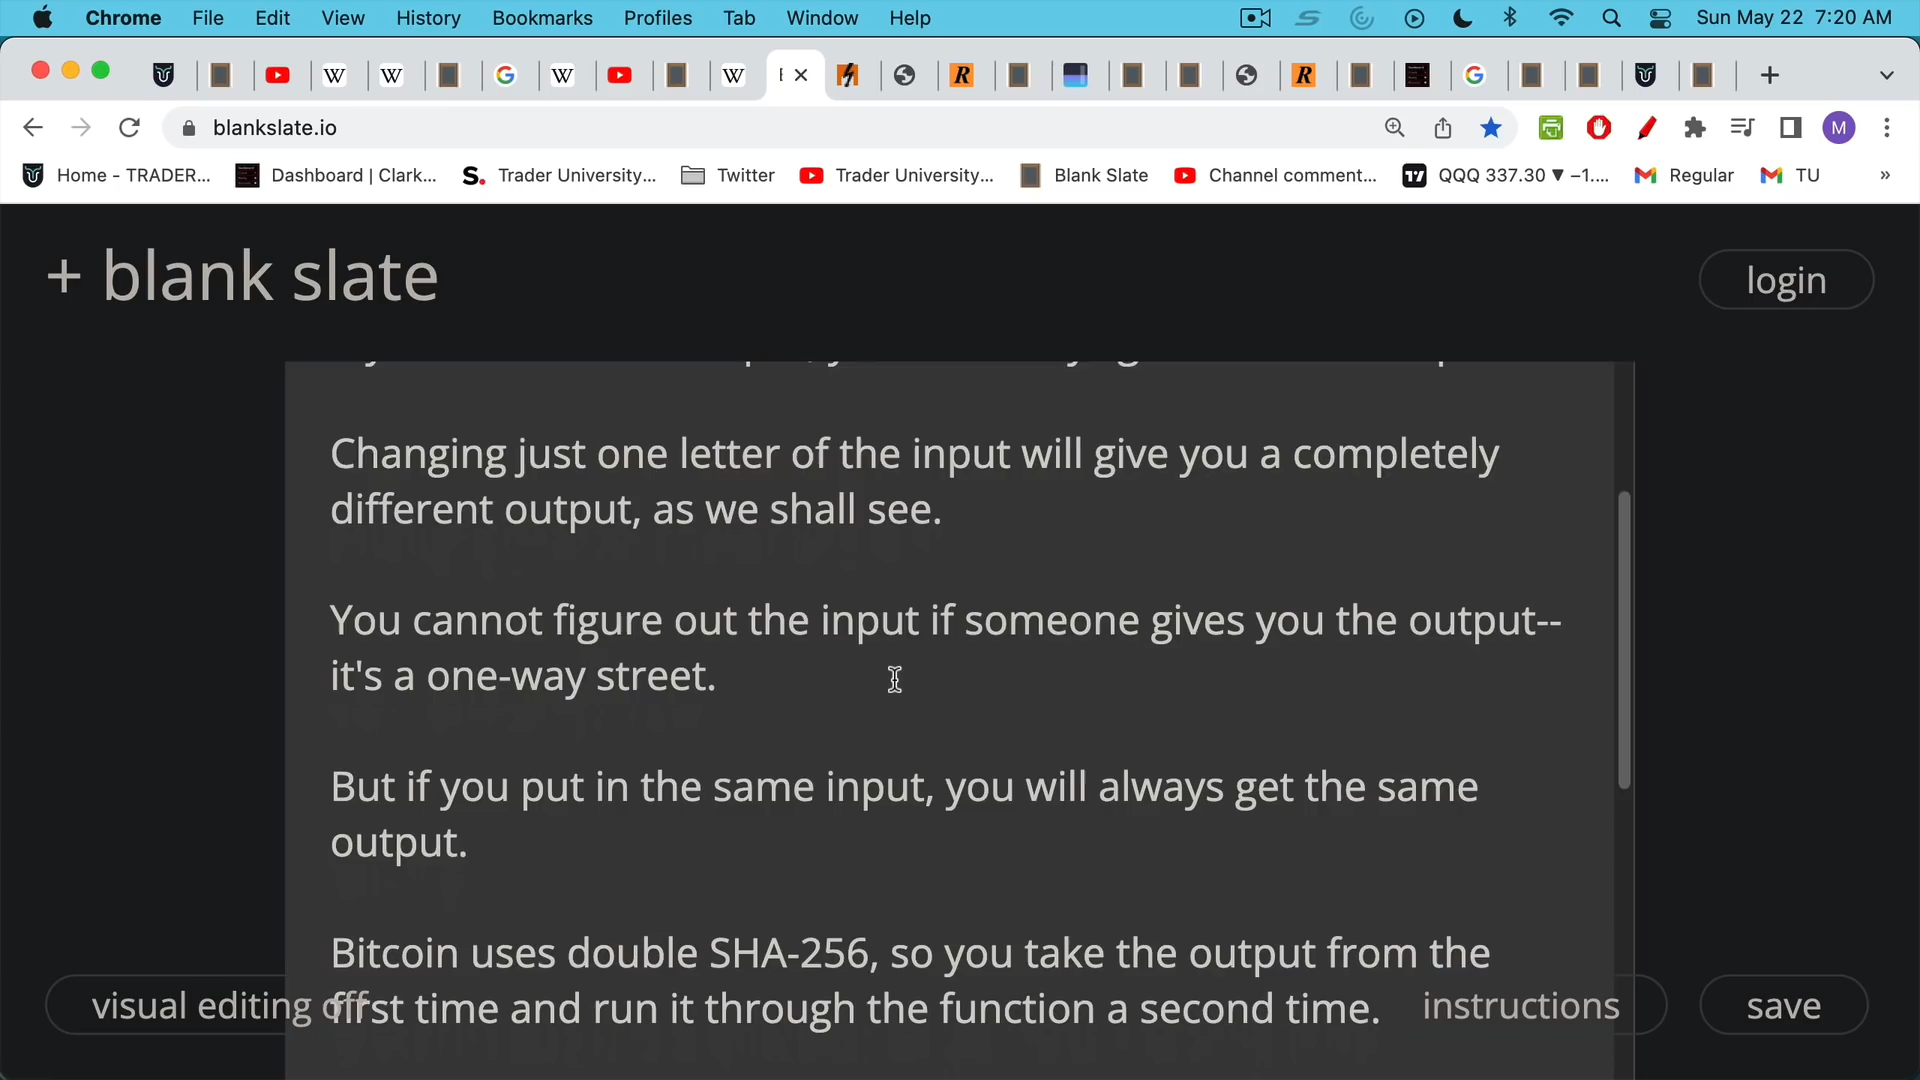 Chrome File Edit View History Bookmarks Profiles Tab Window Help Sun May 22 7:20 AM
blankslate.io M
Home - TRADER... Dashboard | Clark... S. Trader University... Twitter Trader University... Blank Slate Channel comment... QQQ 337.30 ▼ −1.... Regular TU »
+ blank slate
login
Changing just one letter of the input will give you a completely
different output, as we shall see.
You cannot figure out the input if someone gives you the output--
it's a one-way street.
But if you put in the same input, you will always get the same
output.
Bitcoin uses double SHA-256, so you take the output from the
first time and run it through the function a second time.
visual editing off
instructions
save